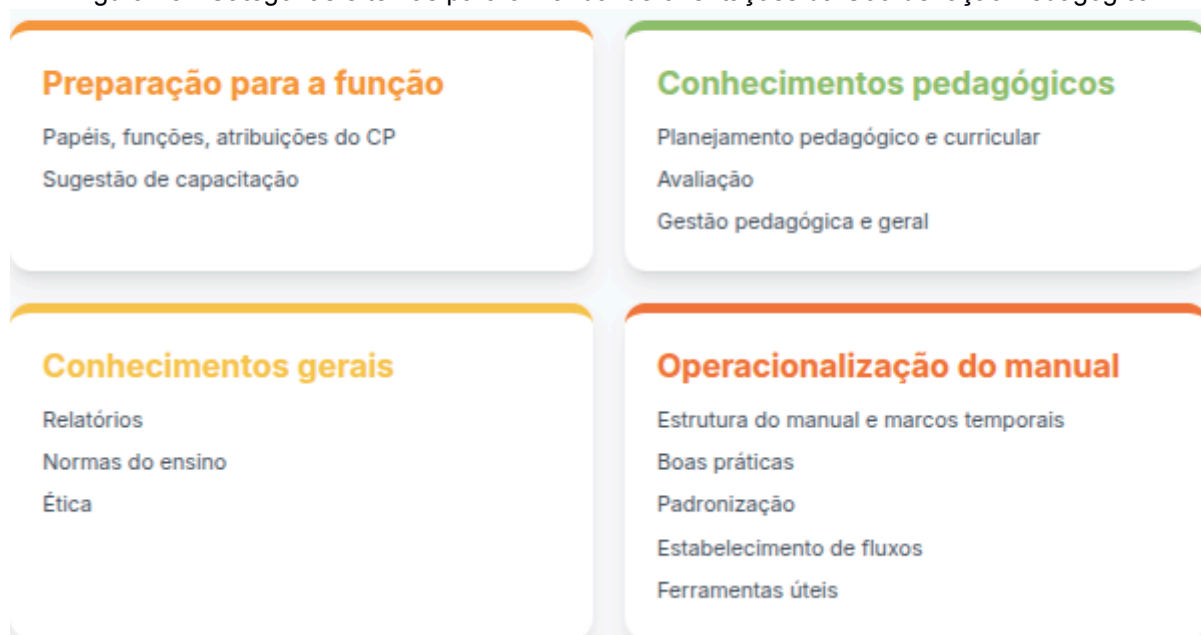 Preparação para a função
Papéis, funções, atribuições do CP
Sugestão de capacitação
Conhecimentos pedagógicos
Planejamento pedagógico e curricular
Avaliação
Gestão pedagógica e geral
Conhecimentos gerais
Relatórios
Normas do ensino
Ética
Operacionalização do manual
Estrutura do manual e marcos temporais
Boas práticas
Padronização
Estabelecimento de fluxos
Ferramentas úteis